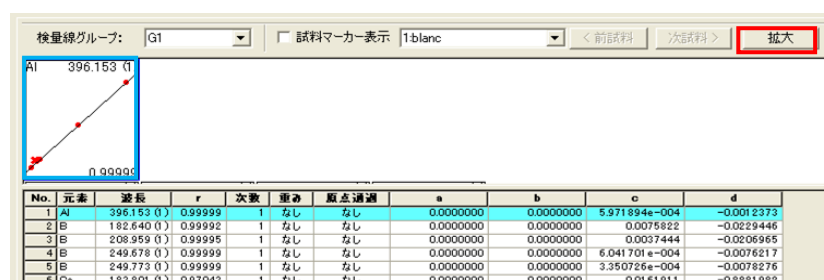 検量線グループ: G1 試料マーカー表示 1:blanc < 前試料 次試料 > 拡大
Al 396.153 (1
0.99999
No. 元素 波長 r 次数 重み 原点通過 a b c d
1 Al 396.153 (1) 0.99999 1 なし なし 0.0000000 0.0000000 5.971894e-004 -0.0012373
2 B 182.640 (1) 0.99992 1 なし なし 0.0000000 0.0000000 0.0075822 -0.0229446
3 B 208.959 (1) 0.99995 1 なし なし 0.0000000 0.0000000 0.0037444 -0.0206965
4 B 249.678 (1) 0.99999 1 なし なし 0.0000000 0.0000000 6.041701e-004 -0.0076217
5 B 249.773 (1) 0.99999 1 なし なし 0.0000000 0.0000000 3.350726e-004 -0.0078276